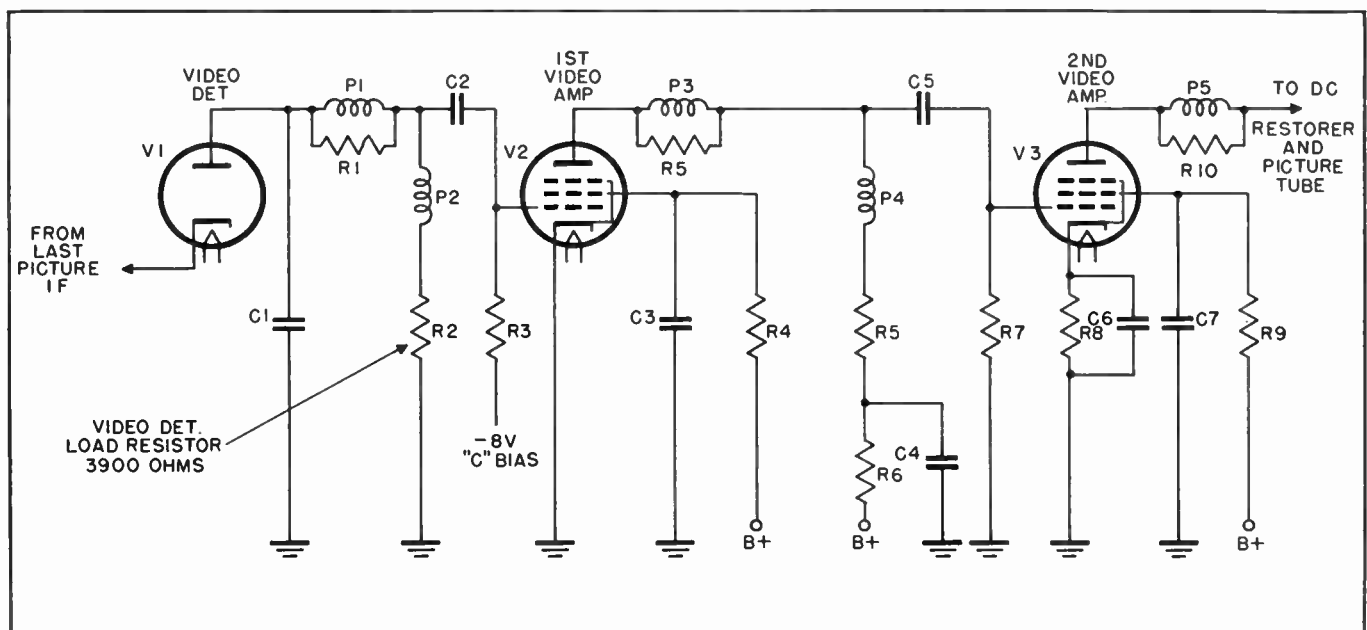 VIDEO
DET
V1
FROM
LAST
PICTURE
IF
C1
P1
R1
P2
C2
R2
R3
VIDEO DET.
LOAD RESISTOR
3900 OHMS
-8V
"C" BIAS
1ST
VIDEO
AMP
V2
P3
R5
C3
R4
B+
C5
P4
R5
R6
C4
B+
R7
2ND
VIDEO
AMP.
V3
P5
R10
TO DC
RESTORER
AND
PICTURE
TUBE
R8
C6
C7
R9
B+